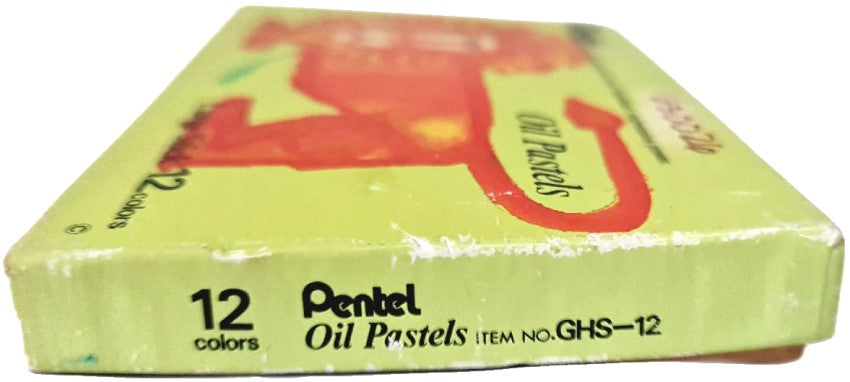 Oil Pastels
12 colors
©
12 colors
Pentel
Oil Pastels ITEM NO. GHS-12